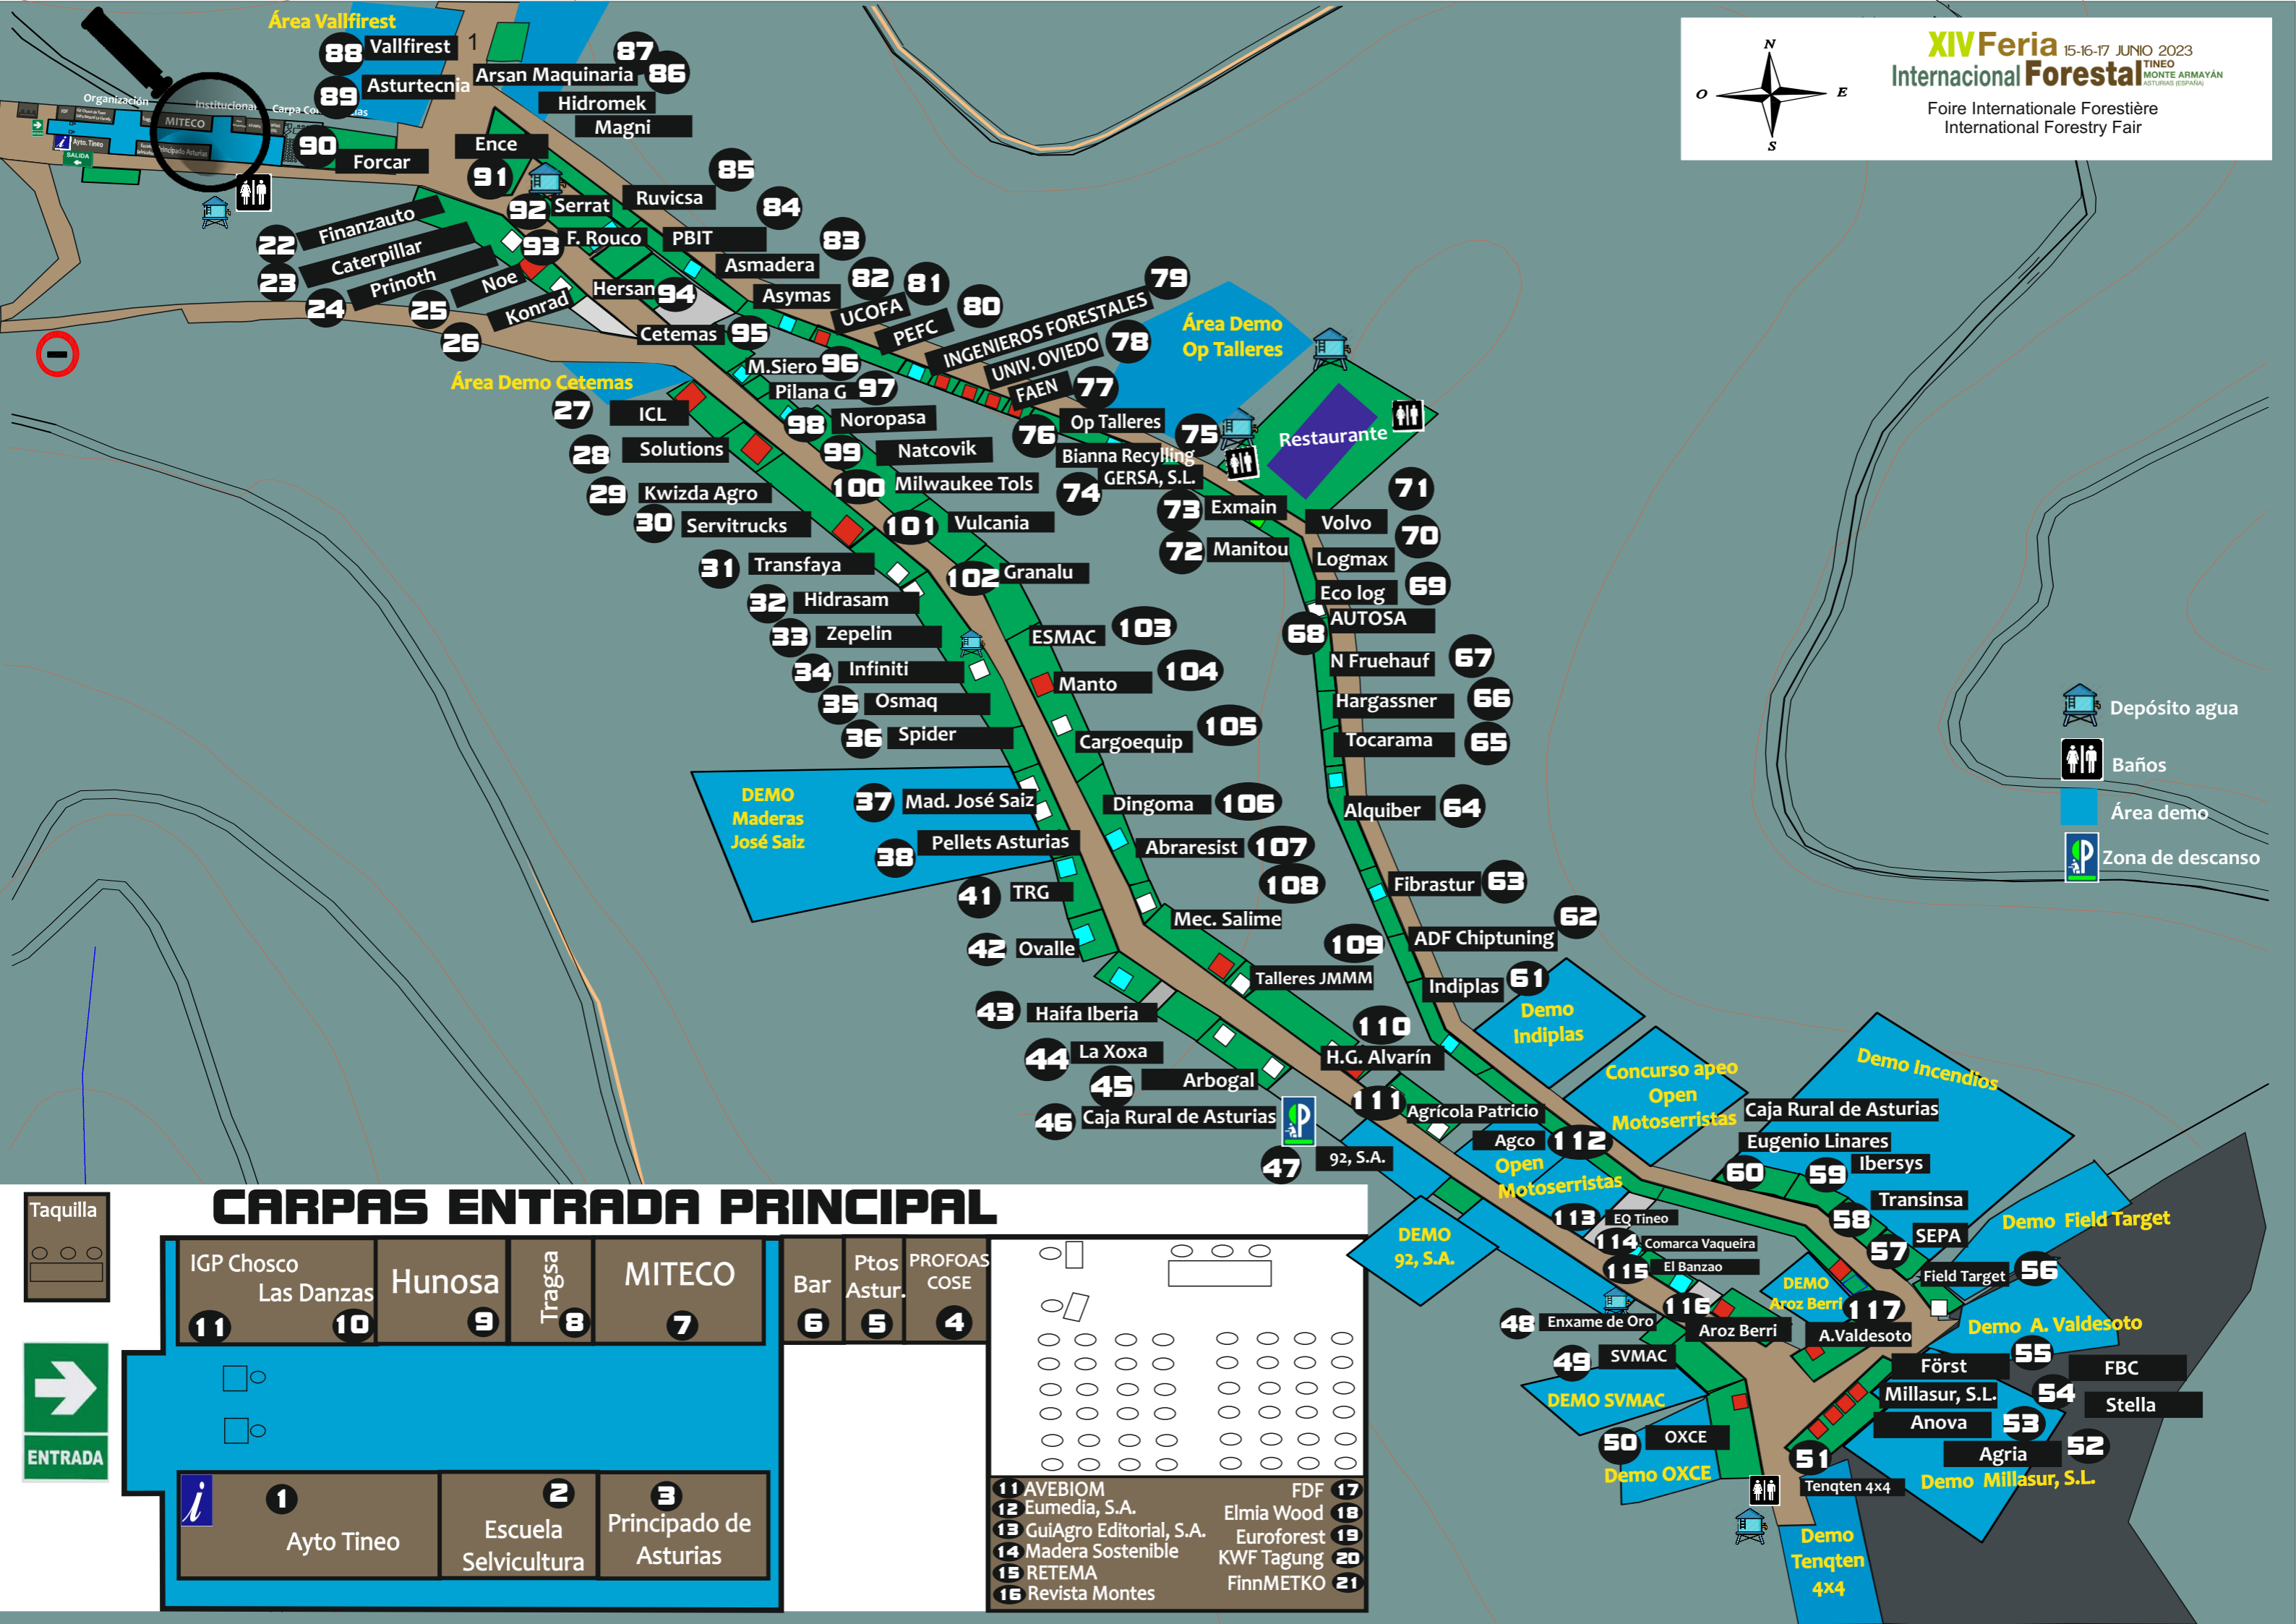 Área Vallfirest
88 Vallfirest
1
89 Asturtecnia
87
Arsan Maquinaria 86
Hidromek
Magni
Organización
Institucional
MITECO
Ayto. Tineo
Principado Asturias
SALIDA
90
Forcar
Ence
91
XIV Feria 15-16-17 JUNIO 2023
Internacional Forestal TINEO
MONTE ARMAYÁN
ASTURIAS (ESPAÑA)
Foire Internationale Forestière
International Forestry Fair
N
O
E
S
92 Serrat
Ruvicsa 85
93 F. Rouco
PBIT 84
22 Finanzauto
23 Caterpillar
24 Prinoth
25 Noe
26 Konrad
Hersan 94
Asmadera 83
Asymas 82
UCOFA 81
PEFC 80
INGENIEROS FORESTALES 79
UNIV. OVIEDO 78
FAEN 77
Cetemas 95
M.Siero 96
Pilana G 97
Área Demo Cetemas
Área Demo
Op Talleres
27 ICL
28 Solutions
29 Kwizda Agro
30 Servitrucks
31 Transfaya
32 Hidrasam
33 Zepelin
34 Infiniti
35 Osmaq
36 Spider
98 Noropasa
99 Natcovik
100 Milwaukee Tols
101 Vulcania
102 Granalu
ESMAC 103
Manto 104
Cargoequip 105
Dingoma 106
Abraresist 107
108
Mec. Salime
76 Op Talleres
75
Bianna Recylling
74 GERSA, S.L.
73 Exmain
72 Manitou
Restaurante
71
Volvo
70
Logmax
Eco log 69
68 AUTOSA
N Fruehauf 67
Hargassner 66
Tocarama 65
Alquiber 64
Fibrastur 63
62
ADF Chiptuning
Indiplas 61
Depósito agua
Baños
Área demo
Zona de descanso
DEMO
Maderas
José Saiz
37 Mad. José Saiz
38 Pellets Asturias
41 TRG
42 Ovalle
43 Haifa Iberia
44 La Xoxa
45 Arbogal
46 Caja Rural de Asturias
47 92, S.A.
109
Talleres JMMM
110
H.G. Alvarín
111 Agrícola Patricio
Agco 112
Open
Motoserristas
Demo
Indiplas
Concurso apeo
Open
Motoserristas
Demo Incendios
Caja Rural de Asturias
Eugenio Linares
60
59 Ibersys
Transinsa
58
SEPA
57
Field Target 56
Demo Field Target
113 EQ Tineo
114 Comarca Vaqueira
115 El Banzao
116
Aroz Berri
DEMO
Aroz Berri
117
A.Valdesoto
Demo A. Valdesoto
DEMO
92, S.A.
48 Enxame de Oro
49 SVMAC
DEMO SVMAC
50 OXCE
Demo OXCE
55
Först
FBC
Millasur, S.L. 54
Stella
Anova 53
Agria 52
51
Demo Millasur, S.L.
Tenqten 4x4
Demo
Tenqten
4x4
Taquilla
CARPAS ENTRADA PRINCIPAL
IGP Chosco
Las Danzas
11
10
Hunosa
9
Tragsa
8
MITECO
7
Bar
6
Ptos
Astur.
5
PROFOAS
COSE
4
ENTRADA
i
1
Ayto Tineo
2
Escuela
Selvicultura
3
Principado de
Asturias
11 AVEBIOM
12 Eumedia, S.A.
13 GuiAgro Editorial, S.A.
14 Madera Sostenible
15 RETEMA
16 Revista Montes
FDF 17
Elmia Wood 18
Euroforest 19
KWF Tagung 20
FinnMETKO 21